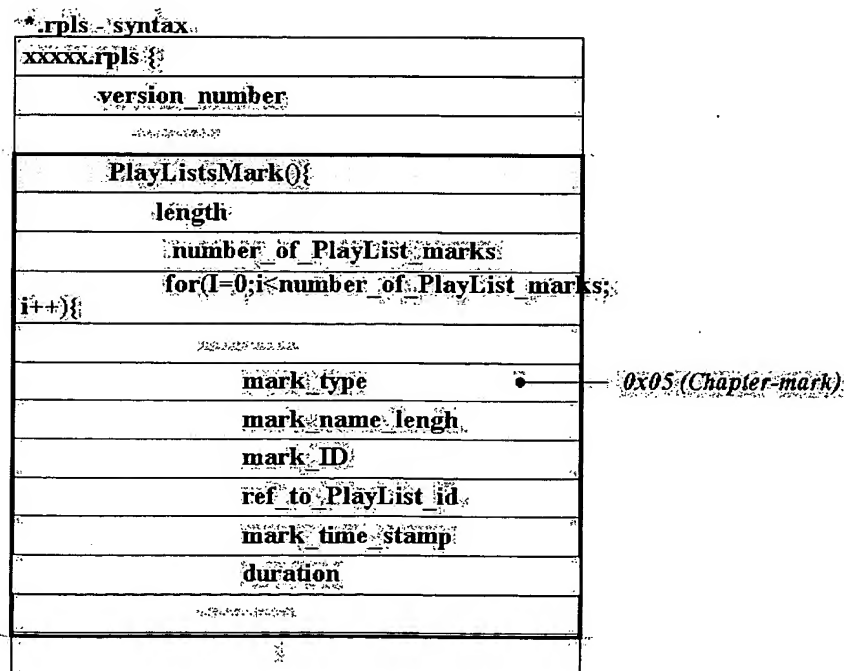 *.rpls - syntax
xxxxx.rpls {
version_number
PlayListsMark(){
length
number_of_PlayList_marks
for(I=0;i<number_of_PlayList_marks;
i++){
mark_type
0x05 (Chapter-mark)
mark_name_lengh
mark_ID
ref_to_PlayList_id
mark_time_stamp
duration